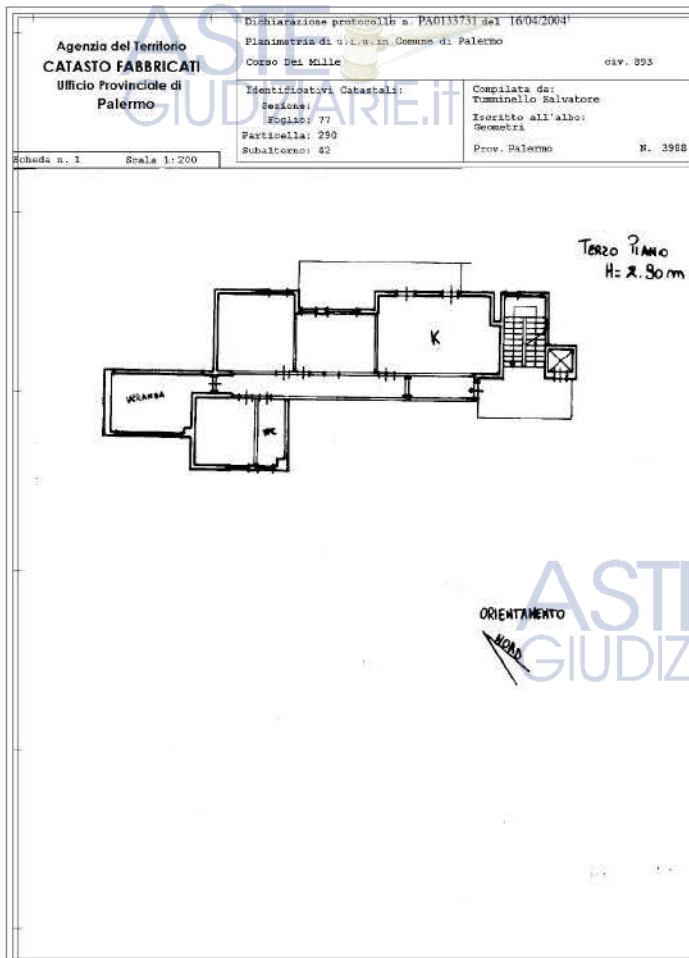 Agenzia del Territorio
CATASTO FABBRICATI
Ufficio Provinciale di
Palermo
Scheda n. 1 Scala 1:200
Dichiarazione protocollo n. PA0133731 del 16/04/2004
Planimetria di u.i.u. in Comune di Palermo
Corso Dei Mille civ. 893
Identificativi Catastali:
Sezione:
Foglio: 77
Particella: 290
Subalterno: 42
Compilata da:
Tumminello Salvatore
Iscritto all'albo:
Geometri
Prov. Palermo N. 3988
ASTE
GIUDIZIARIE.it
TERZO PIANO
H= 2.90 m
K
VERANDA
WC
ORIENTAMENTO
NORD
ASTE
GIUDIZ